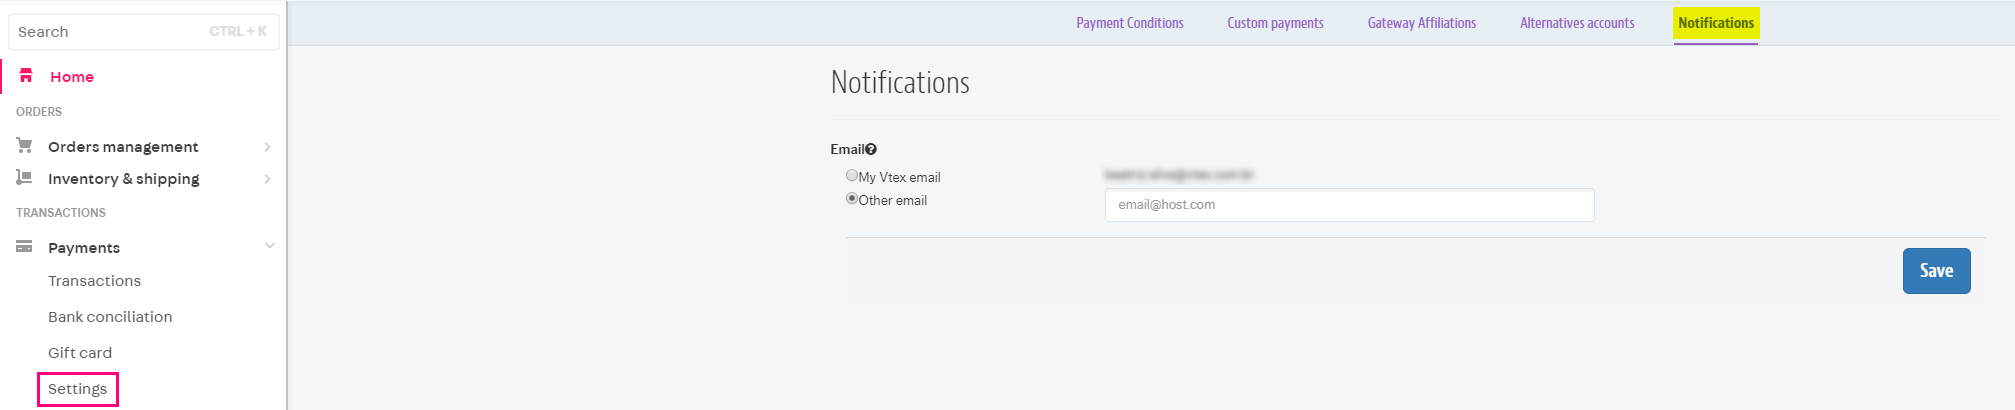 Search CTRL + K
Home
ORDERS
Orders management
Inventory & shipping
TRANSACTIONS
Payments
Transactions
Bank conciliation
Gift card
Settings
Payment Conditions Custom payments Gateway Affiliations Alternatives accounts Notifications
Notifications
Email
My Vtex email
Other email email@host.com
Save